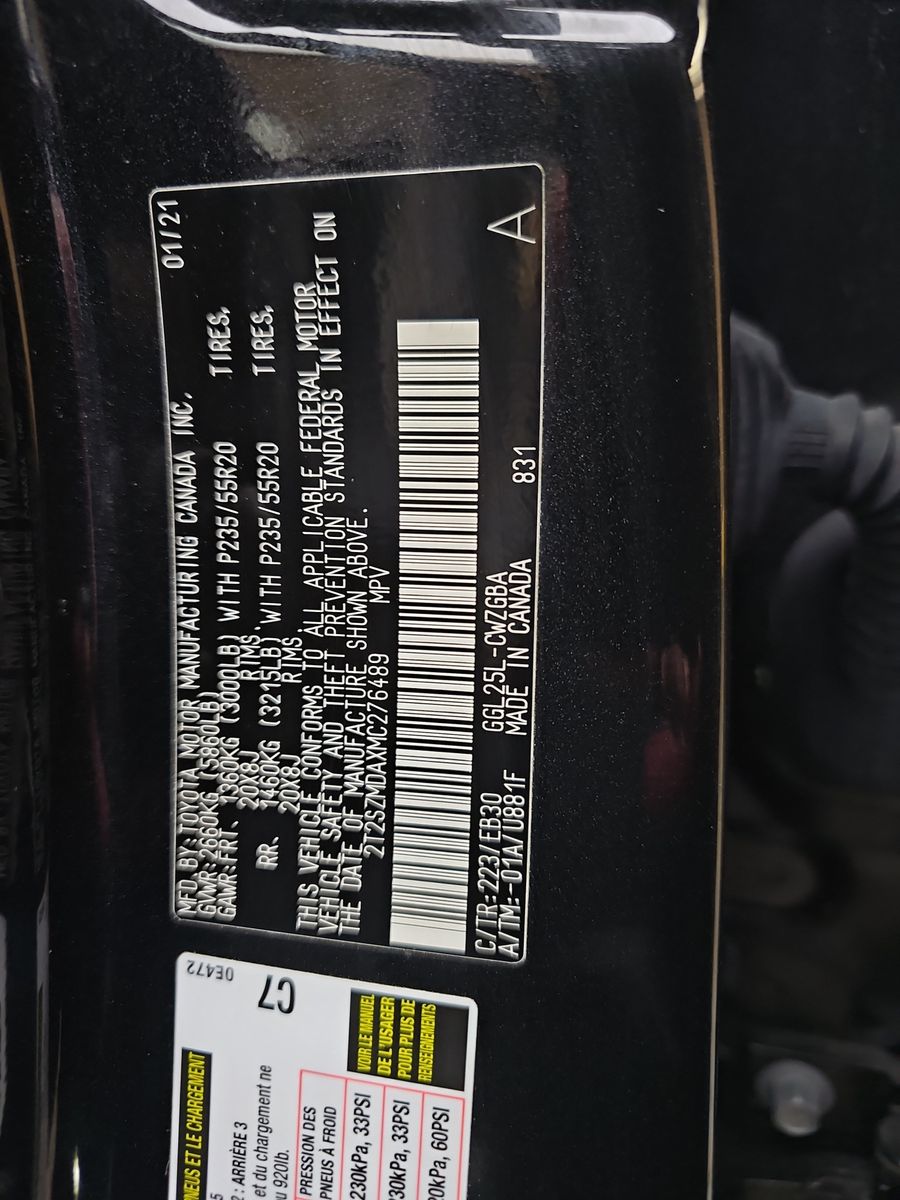 MFD BY: TOYOTA MOTOR MANUFACTURING CANADA INC. 01/21
GVWR: 2660KG (5860LB)
GAWR: FRT. 1360KG (3000LB) WITH P235/55R20 TIRES,
20X8J RIMS.
RR. 1460KG (3215LB) WITH P235/55R20 TIRES,
20X8J RIMS.
THIS VEHICLE CONFORMS TO ALL APPLICABLE FEDERAL MOTOR
VEHICLE SAFETY AND THEFT PREVENTION STANDARDS IN EFFECT ON
THE DATE OF MANUFACTURE SHOWN ABOVE.
2T2SZMDAXMC276489 MPV
C/TR: 223/EB30 GGL25L-CWZGBA
A/TM: -01A/U881F MADE IN CANADA 831
A
0E472
C7
PNEUS ET LE CHARGEMENT
2 : ARRIÈRE 3
et du chargement ne
u 920lb.
PRESSION DES
PNEUS À FROID
230kPa, 33PSI
30kPa, 33PSI
20kPa, 60PSI
VOIR LE MANUEL
DE L'USAGER
POUR PLUS DE
RENSEIGNEMENTS